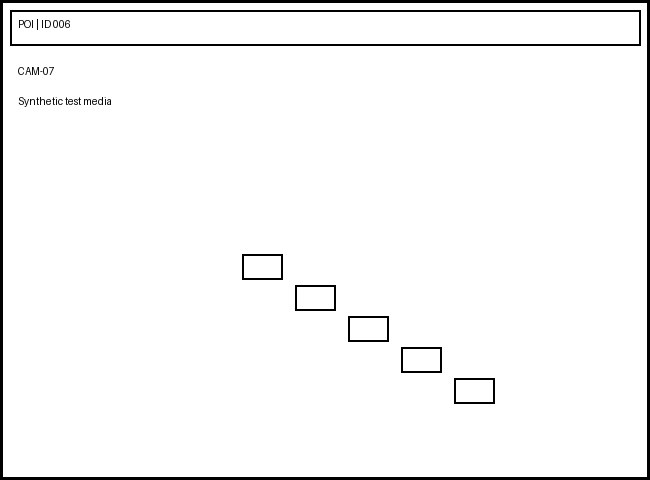 POI | ID 006
CAM-07
Synthetic test media